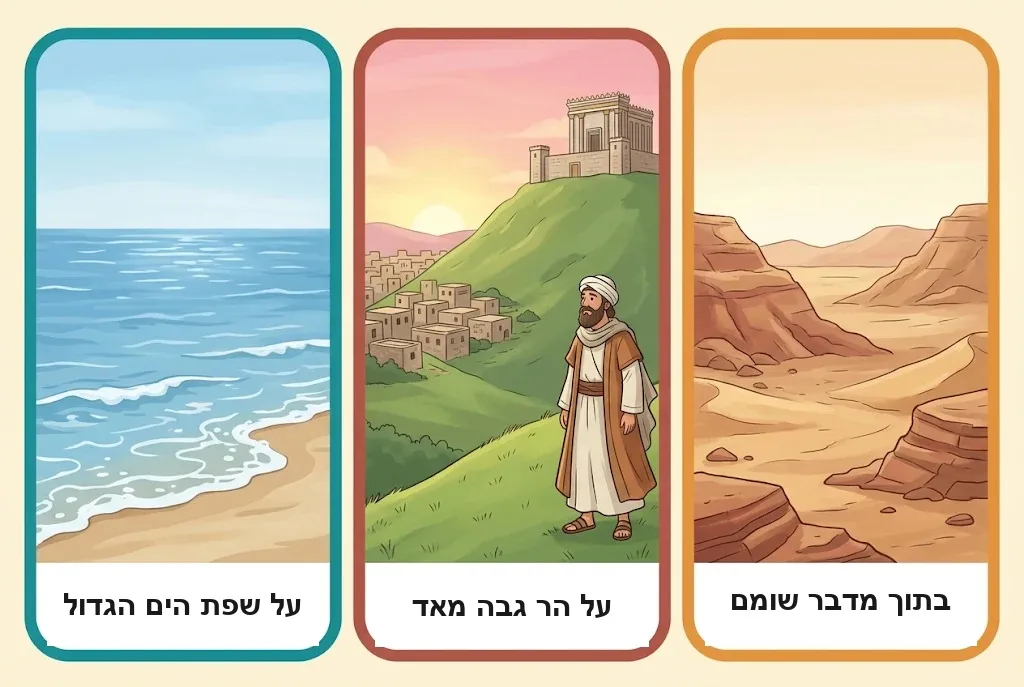 בתוך מדבר שומם
על הר גבה מאד
על שפת הים הגדול